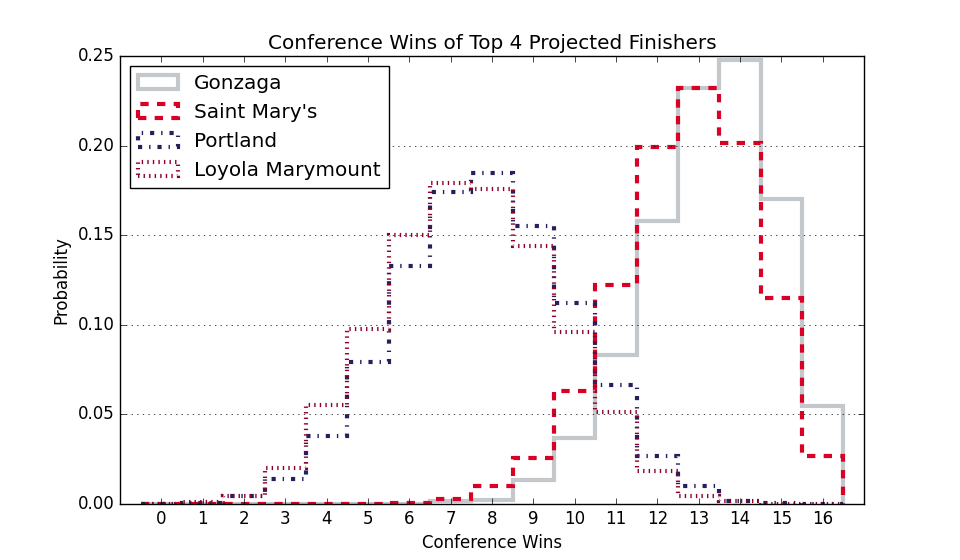 Conference Wins of Top 4 Projected Finishers
0.25
0.20
0.15
0.10
0.05
0.00
Probability
Gonzaga
Saint Mary's
Portland
Loyola Marymount
0 1 2 3 4 5 6 7 8 9 10 11 12 13 14 15 16
Conference Wins